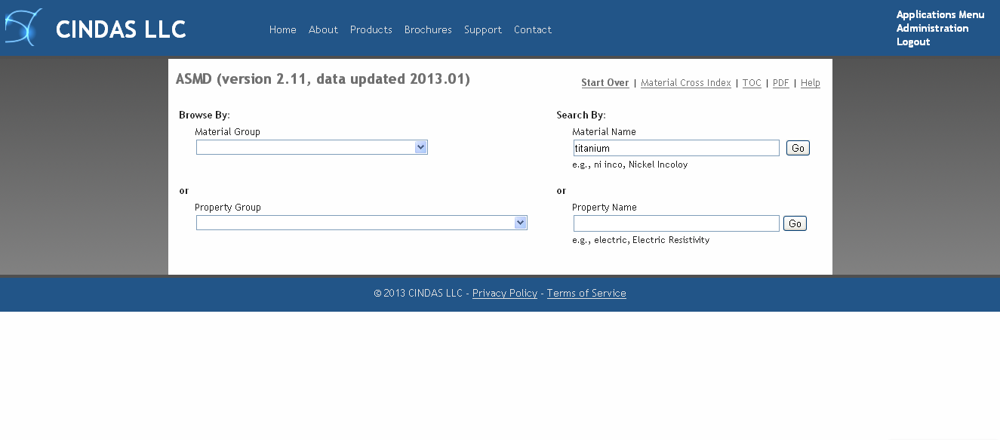 CINDAS LLC
Home About Products Brochures Support Contact
Applications Menu
Administration
Logout
ASMD (version 2.11, data updated 2013.01)
Start Over | Material Cross Index | TOC | PDF | Help
Browse By:
Material Group
or
Property Group
Search By:
Material Name
titanium Go
e.g., ni inco, Nickel Incoloy
or
Property Name
Go
e.g., electric, Electric Resistivity
© 2013 CINDAS LLC - Privacy Policy - Terms of Service